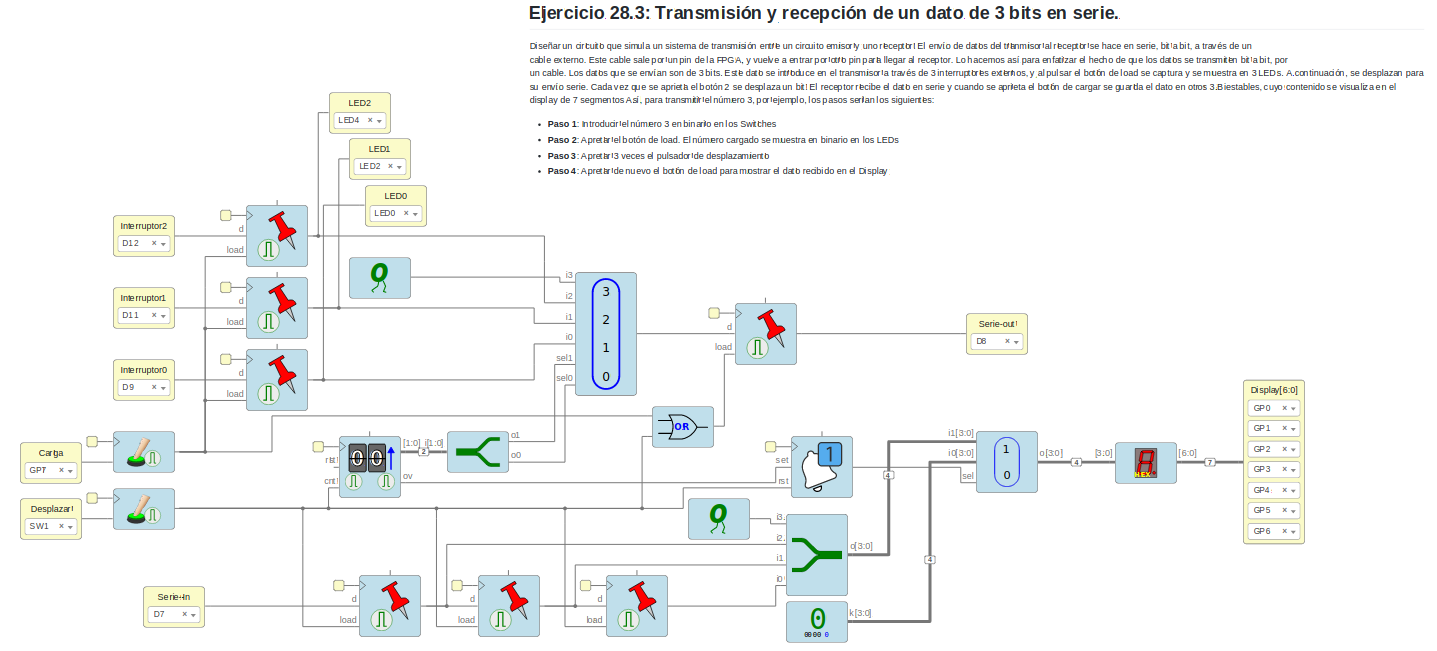 Ejercicio 28.3: Transmisión y recepción de un dato de 3 bits en serie.
Diseñar un circuito que simula un sistema de transmisión entre un circuito emisor y uno receptor. El envío de datos del transmisor al receptor se hace en serie, bit a bit, a través de un
cable externo. Este cable sale por un pin de la FPGA, y vuelve a entrar por otro pin para llegar al receptor. Lo hacemos así para enfatizar el hecho de que los datos se transmiten bit a bit, por
un cable. Los datos que se envían son de 3 bits. Este dato se introduce en el transmisor a través de 3 interruptores externos, y al pulsar el botón de load se captura y se muestra en 3 LEDs. A continuación, se desplazan para
su envío serie. Cada vez que se aprieta el botón 2 se desplaza un bit. El receptor recibe el dato en serie y cuando se aprieta el botón de cargar se guarda el dato en otros 3 Biestables, cuyo contenido se visualiza en el
display de 7 segmentos Así, para transmitir el número 3, por ejemplo, los pasos serían los siguientes:
• Paso 1: Introducir el número 3 en binario en los Switches
• Paso 2: Apretar el botón de load. El número cargado se muestra en binario en los LEDs
• Paso 3: Apretar 3 veces el pulsador de desplazamiento
• Paso 4: Apretar de nuevo el botón de load para mostrar el dato recibido en el Display
LED2
LED4
LED1
LED2
LED0
LED0
Interruptor2
D12
d
load
Interruptor1
D11
d
load
Interruptor0
D9
d
load
0
i3
i2
i1
i0
sel1
sel0
3
2
1
0
d
load
Serie-out
D8
Carga
GP7
Desplazar
SW1
rst
cnt
00
[1:0]
ov
2
i[1:0]
o1
o0
OR
set
rst
1
i1[3:0]
i0[3:0]
sel
1
0
o[3:0]
4
[3:0]
HEX
[6:0]
7
Display[6:0]
GP0
GP1
GP2
GP3
GP4
GP5
GP6
0
i3
i2
i1
i0
o[3:0]
4
4
Serie-in
D7
d
load
d
load
d
load
0
0000 0
k[3:0]